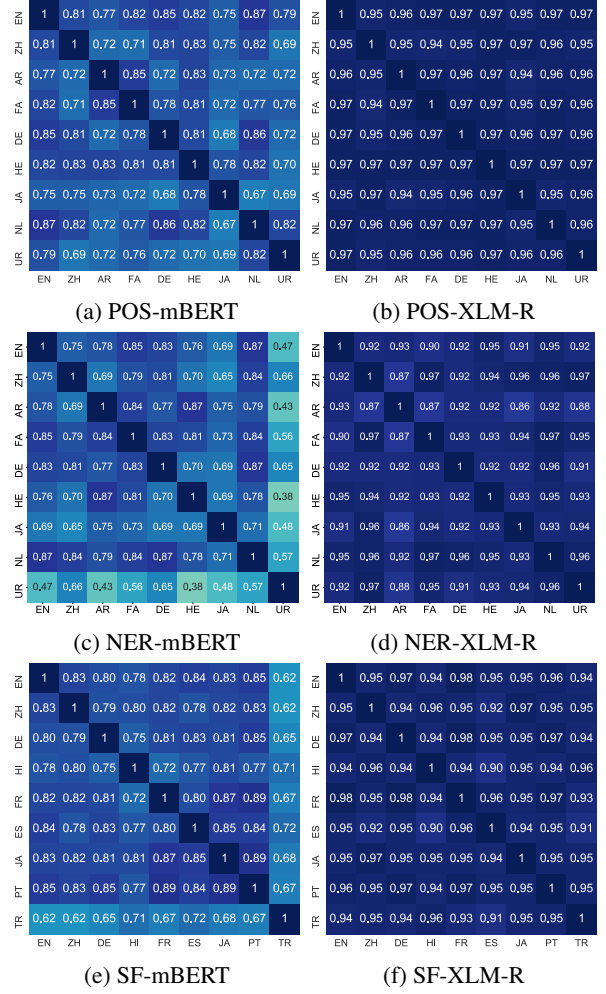 EN 1 0.81 0.77 0.82 0.85 0.82 0.75 0.87 0.79
ZH 0.81 1 0.72 0.71 0.81 0.83 0.75 0.82 0.69
AR 0.77 0.72 1 0.85 0.72 0.83 0.73 0.72 0.72
FA 0.82 0.71 0.85 1 0.78 0.81 0.72 0.77 0.76
DE 0.85 0.81 0.72 0.78 1 0.81 0.68 0.86 0.72
HE 0.82 0.83 0.83 0.81 0.81 1 0.78 0.82 0.70
JA 0.75 0.75 0.73 0.72 0.68 0.78 1 0.67 0.69
NL 0.87 0.82 0.72 0.77 0.86 0.82 0.67 1 0.82
UR 0.79 0.69 0.72 0.76 0.72 0.70 0.69 0.82 1
EN ZH AR FA DE HE JA NL UR
(a) POS-mBERT
EN 1 0.95 0.96 0.97 0.97 0.97 0.95 0.97 0.97
ZH 0.95 1 0.95 0.94 0.95 0.97 0.97 0.96 0.95
AR 0.96 0.95 1 0.97 0.96 0.97 0.94 0.96 0.96
FA 0.97 0.94 0.97 1 0.97 0.97 0.95 0.96 0.98
DE 0.97 0.95 0.96 0.97 1 0.97 0.96 0.97 0.96
HE 0.97 0.97 0.97 0.97 0.97 1 0.97 0.97 0.97
JA 0.95 0.97 0.94 0.95 0.96 0.97 1 0.95 0.96
NL 0.97 0.96 0.96 0.96 0.97 0.97 0.95 1 0.96
UR 0.97 0.95 0.96 0.98 0.96 0.97 0.96 0.96 1
EN ZH AR FA DE HE JA NL UR
(b) POS-XLM-R
EN 1 0.75 0.78 0.85 0.83 0.76 0.69 0.87 0.47
ZH 0.75 1 0.69 0.79 0.81 0.70 0.65 0.84 0.66
AR 0.78 0.69 1 0.84 0.77 0.87 0.75 0.79 0.43
FA 0.85 0.79 0.84 1 0.83 0.81 0.73 0.84 0.56
DE 0.83 0.81 0.77 0.83 1 0.70 0.69 0.87 0.65
HE 0.76 0.70 0.87 0.81 0.70 1 0.69 0.78 0.38
JA 0.69 0.65 0.75 0.73 0.69 0.69 1 0.71 0.48
NL 0.87 0.84 0.79 0.84 0.87 0.78 0.71 1 0.57
UR 0.47 0.66 0.43 0.56 0.65 0.38 0.48 0.57 1
EN ZH AR FA DE HE JA NL UR
(c) NER-mBERT
EN 1 0.92 0.93 0.90 0.92 0.95 0.91 0.95 0.92
ZH 0.92 1 0.87 0.97 0.92 0.94 0.96 0.96 0.97
AR 0.93 0.87 1 0.87 0.92 0.92 0.86 0.92 0.88
FA 0.90 0.97 0.87 1 0.93 0.93 0.94 0.97 0.95
DE 0.92 0.92 0.92 0.93 1 0.92 0.92 0.96 0.91
HE 0.95 0.94 0.92 0.93 0.92 1 0.93 0.95 0.93
JA 0.91 0.96 0.86 0.94 0.92 0.93 1 0.93 0.94
NL 0.95 0.96 0.92 0.97 0.96 0.95 0.93 1 0.96
UR 0.92 0.97 0.88 0.95 0.91 0.93 0.94 0.96 1
EN ZH AR FA DE HE JA NL UR
(d) NER-XLM-R
EN 1 0.83 0.80 0.78 0.82 0.84 0.83 0.85 0.62
ZH 0.83 1 0.79 0.80 0.82 0.78 0.82 0.83 0.62
DE 0.80 0.79 1 0.75 0.81 0.83 0.81 0.85 0.65
HI 0.78 0.80 0.75 1 0.72 0.77 0.81 0.77 0.71
FR 0.82 0.82 0.81 0.72 1 0.80 0.87 0.89 0.67
ES 0.84 0.78 0.83 0.77 0.80 1 0.85 0.84 0.72
JA 0.83 0.82 0.81 0.81 0.87 0.85 1 0.89 0.68
PT 0.85 0.83 0.85 0.77 0.89 0.84 0.89 1 0.67
TR 0.62 0.62 0.65 0.71 0.67 0.72 0.68 0.67 1
EN ZH DE HI FR ES JA PT TR
(e) SF-mBERT
EN 1 0.95 0.97 0.94 0.98 0.95 0.95 0.96 0.94
ZH 0.95 1 0.94 0.96 0.95 0.92 0.97 0.95 0.95
DE 0.97 0.94 1 0.94 0.98 0.95 0.95 0.97 0.94
HI 0.94 0.96 0.94 1 0.94 0.90 0.95 0.94 0.96
FR 0.98 0.95 0.98 0.94 1 0.96 0.95 0.97 0.93
ES 0.95 0.92 0.95 0.90 0.96 1 0.94 0.95 0.91
JA 0.95 0.97 0.95 0.95 0.95 0.94 1 0.95 0.95
PT 0.96 0.95 0.97 0.94 0.97 0.95 0.95 1 0.95
TR 0.94 0.95 0.94 0.96 0.93 0.91 0.95 0.95 1
EN ZH DE HI FR ES JA PT TR
(f) SF-XLM-R